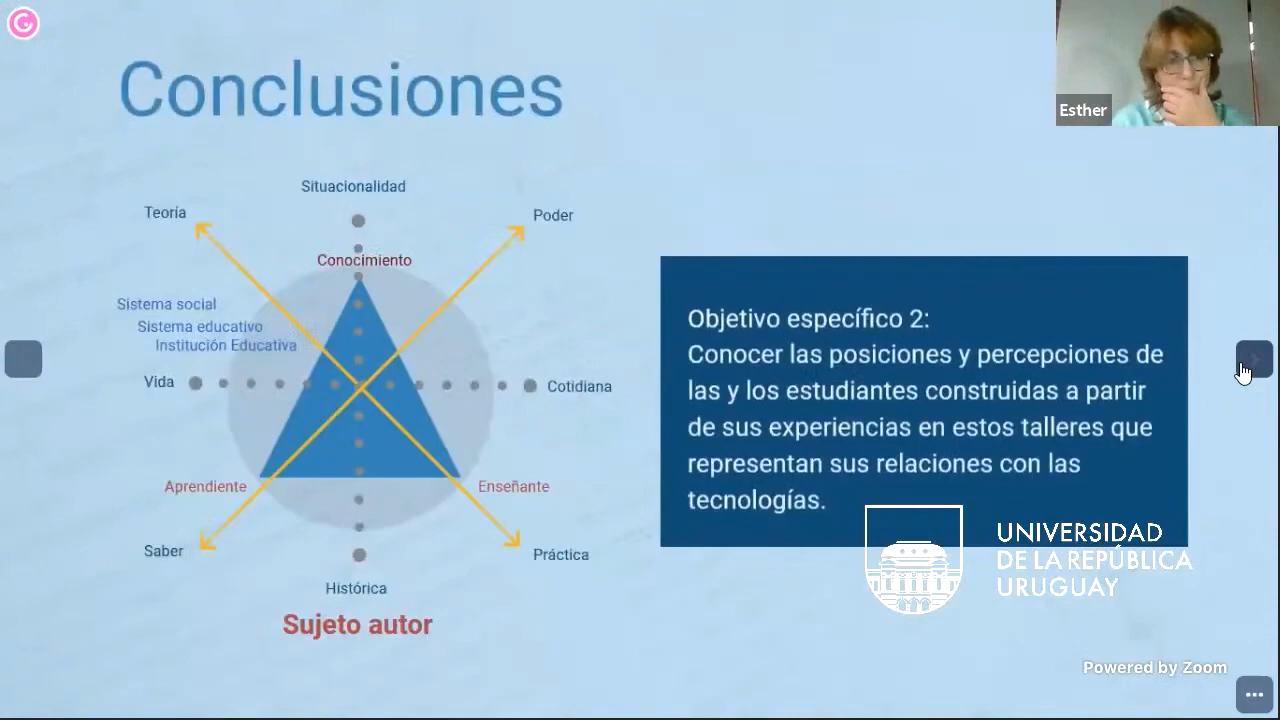 Conclusiones
Esther
Situacionalidad
Teoría
Poder
Conocimiento
Sistema social
Sistema educativo
Institución Educativa
Vida
Cotidiana
Aprendiente
Enseñante
Saber
Práctica
Histórica
Sujeto autor
Objetivo específico 2:
Conocer las posiciones y percepciones de
las y los estudiantes construidas a partir
de sus experiencias en estos talleres que
representan sus relaciones con las
tecnologías.
UNIVERSIDAD
DE LA REPÚBLICA
URUGUAY
Powered by Zoom